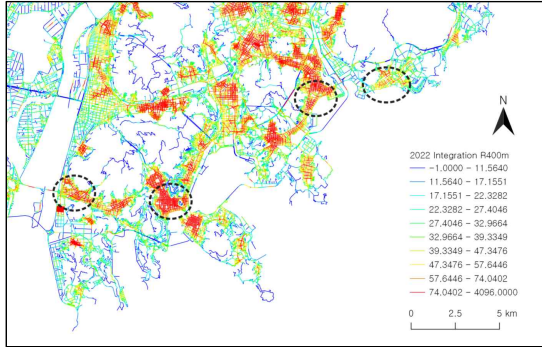 N
2022 Integration R400m
-1.0000 - 11.5640
11.5640 - 17.1551
17.1551 - 22.3282
22.3282 - 27.4046
27.4046 - 32.9664
32.9664 - 39.3349
39.3349 - 47.3476
47.3476 - 57.6446
57.6446 - 74.0402
74.0402 - 4096.0000
0 2.5 5 km